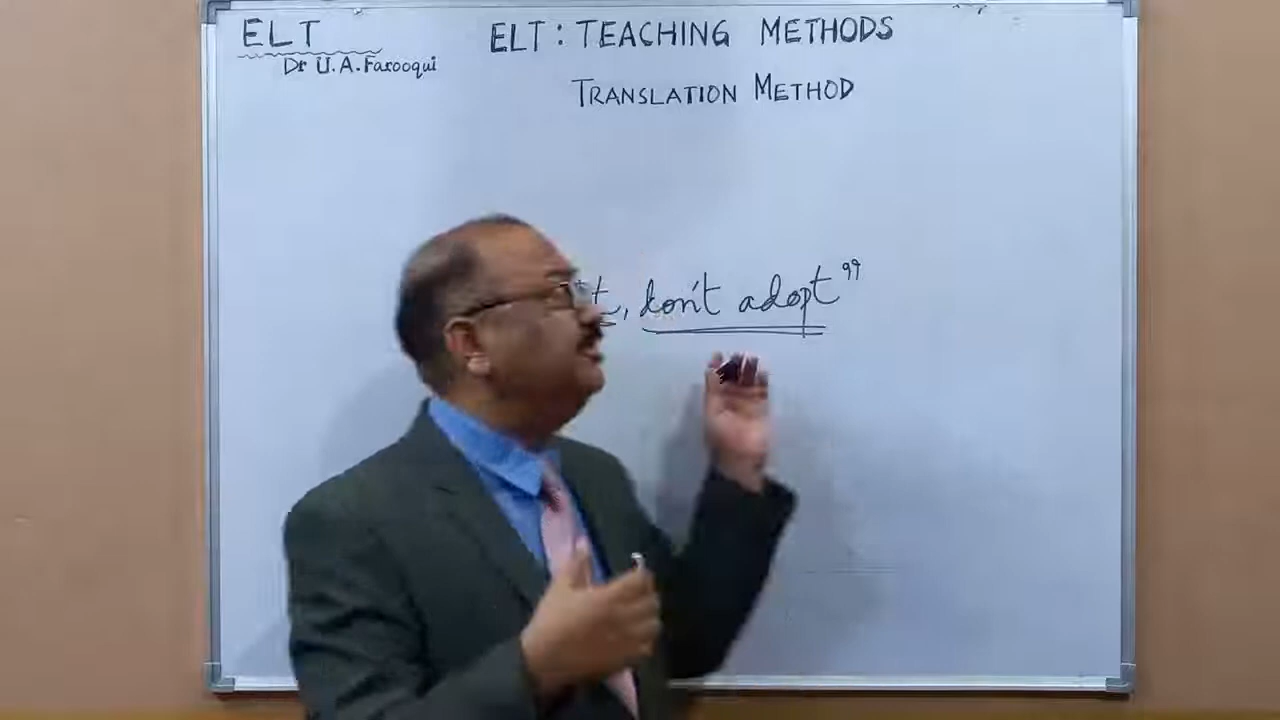 ELT
Dr U.A.Farooqui
ELT : TEACHING METHODS
TRANSLATION METHOD
, don't adopt”